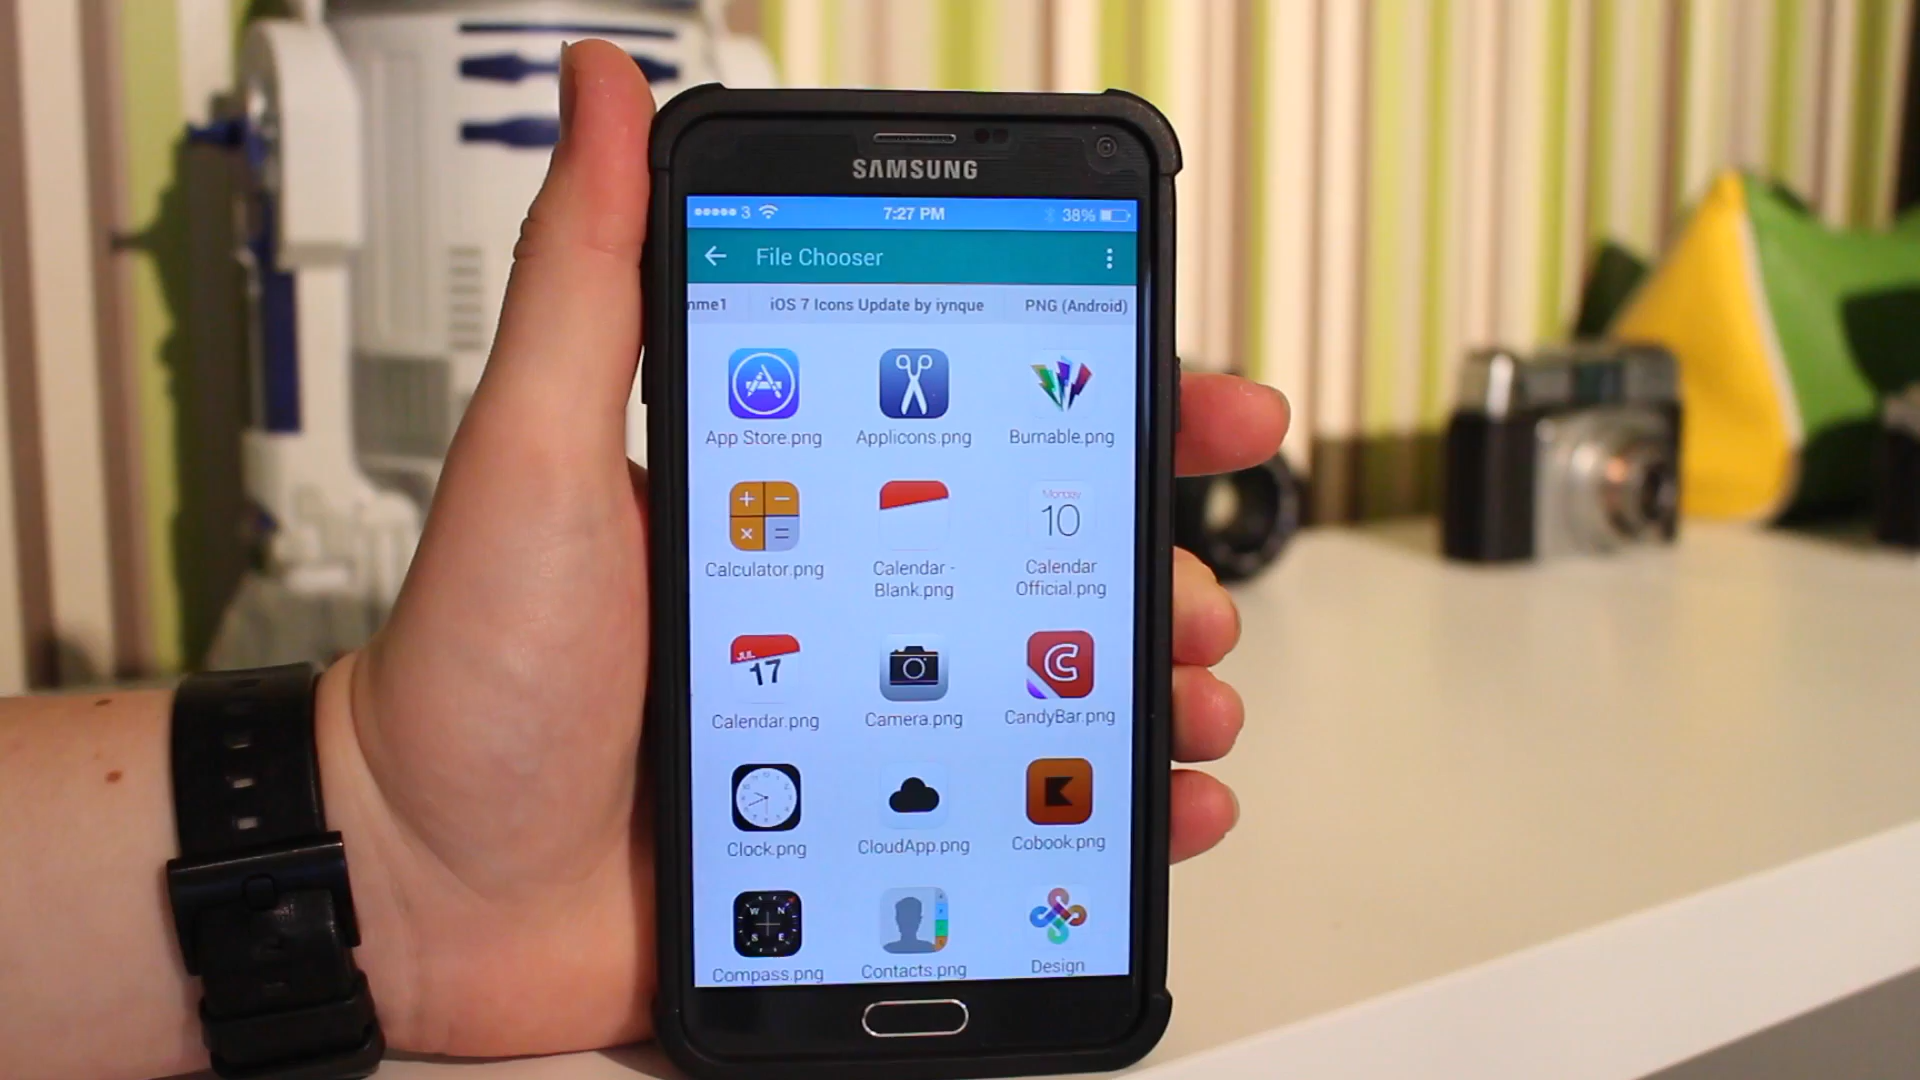 SAMSUNG
3 7:27 PM 38%
File Chooser
iOS 7 Icons Update by iynque PNG (Android)
App Store.png Applicons.png Burnable.png
+ − × =
Monday
10
Calculator.png Calendar - Blank.png Calendar Official.png
JUL
17
C
Calendar.png Camera.png CandyBar.png
Clock.png CloudApp.png Cobook.png
W N
S E
Compass.png Contacts.png Design